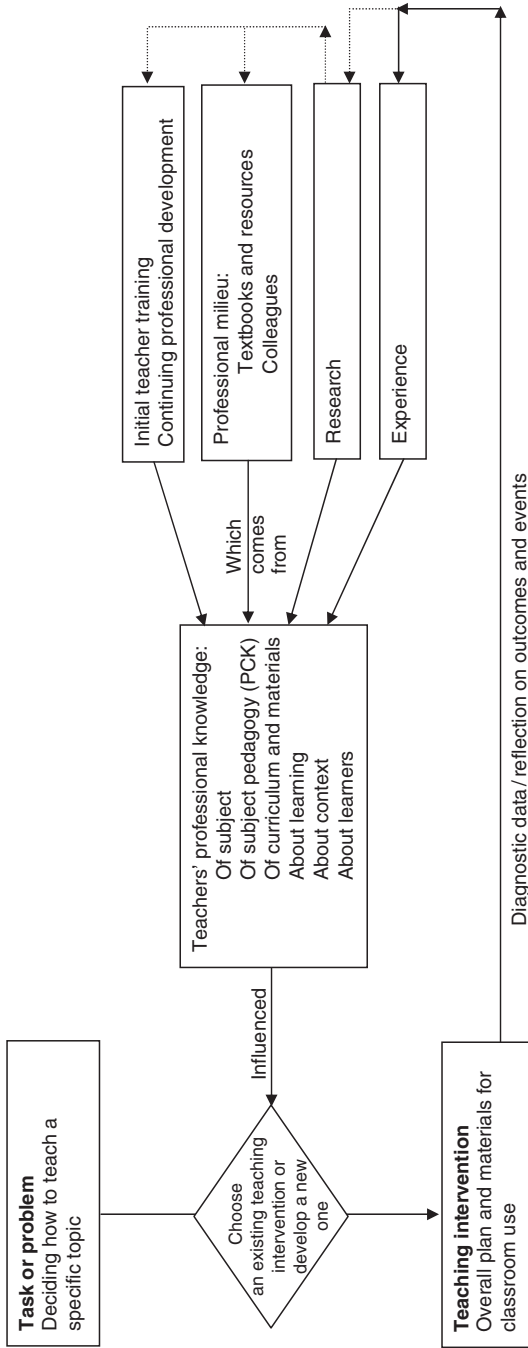 Task or problem
Deciding how to teach a
specific topic
Choose
an existing teaching
intervention or
develop a new
one
Influenced
Teachers' professional knowledge:
Of subject
Of subject pedagogy (PCK)
Of curriculum and materials
About learning
About context
About learners
Which
comes
from
Initial teacher training
Continuing professional development
Professional milieu:
Textbooks and resources
Colleagues
Research
Experience
Teaching intervention
Overall plan and materials for
classroom use
Diagnostic data/reflection on outcomes and events